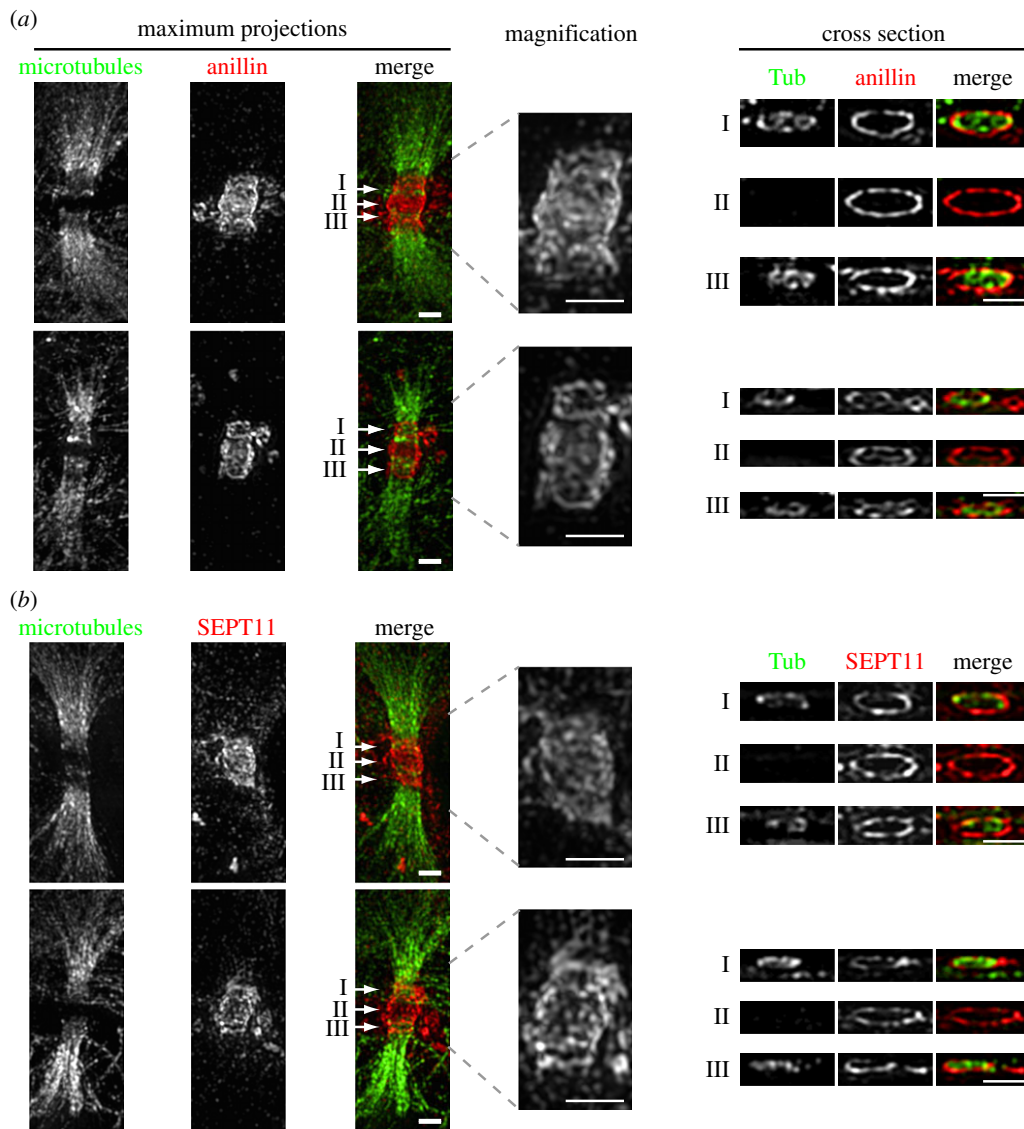 (a)
maximum projections
magnification
cross section
microtubules anillin merge
Tub anillin merge
I
II
III
I
II
III
I
II
III
I
II
III
(b)
microtubules SEPT11 merge
Tub SEPT11 merge
I
II
III
I
II
III
I
II
III
I
II
III